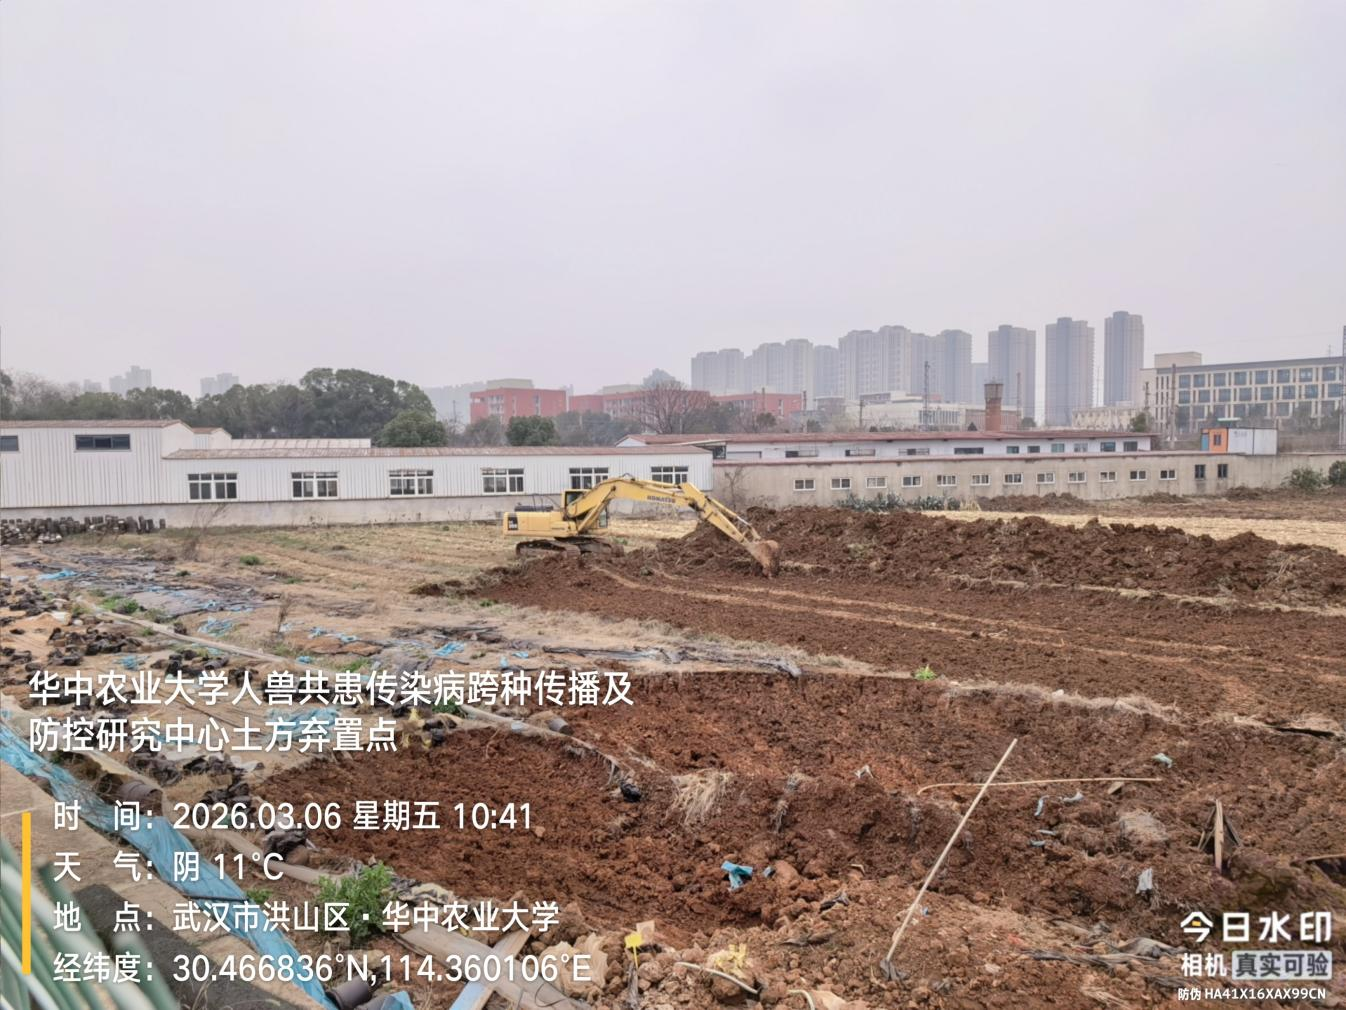 KOMATSU
华中农业大学人兽共患传染病跨种传播及
防控研究中心土方弃置点
时 间：2026.03.06 星期五 10:41
天 气：阴 11°C
地 点：武汉市洪山区·华中农业大学
经纬度：30.466836°N,114.360106°E
今日水印
相机 真实可验
防伪 HA41X16XAX99CN